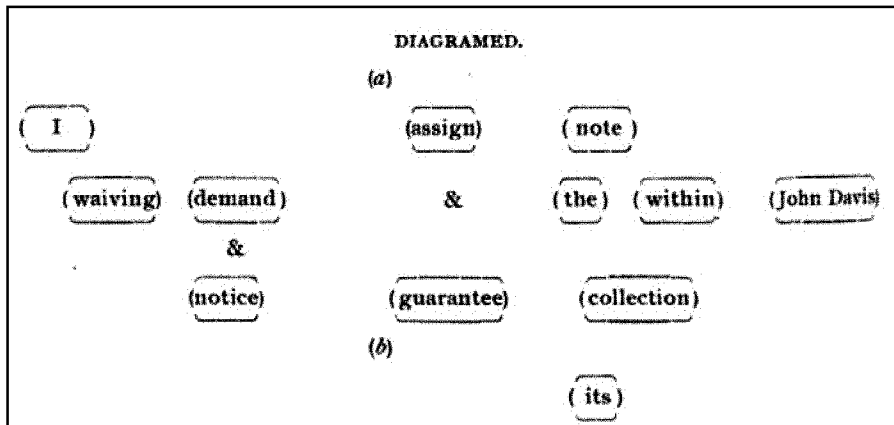 DIAGRAMED.
(a)
(I) (assign) (note)
(waiving) (demand) & (the) (within) (John Davis)
&
(notice) (guarantee) (collection)
(b)
(its)